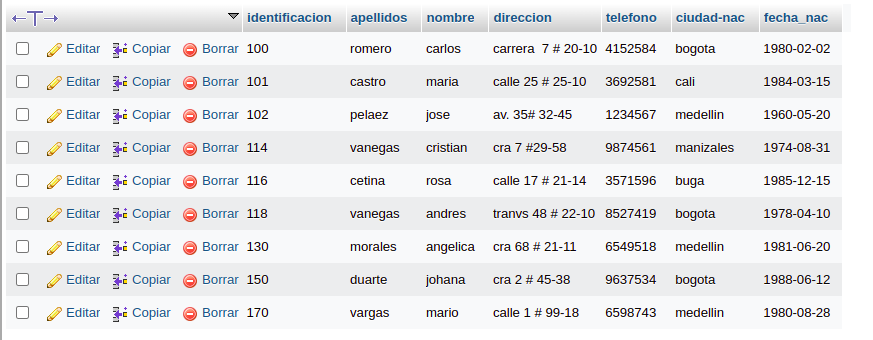 identificacion apellidos nombre direccion telefono ciudad-nac fecha_nac
Editar Copiar Borrar 100 romero carlos carrera 7 # 20-10 4152584 bogota 1980-02-02
Editar Copiar Borrar 101 castro maria calle 25 # 25-10 3692581 cali 1984-03-15
Editar Copiar Borrar 102 pelaez jose av. 35# 32-45 1234567 medellin 1960-05-20
Editar Copiar Borrar 114 vanegas cristian cra 7 #29-58 9874561 manizales 1974-08-31
Editar Copiar Borrar 116 cetina rosa calle 17 # 21-14 3571596 buga 1985-12-15
Editar Copiar Borrar 118 vanegas andres tranvs 48 # 22-10 8527419 bogota 1978-04-10
Editar Copiar Borrar 130 morales angelica cra 68 # 21-11 6549518 medellin 1981-06-20
Editar Copiar Borrar 150 duarte johana cra 2 # 45-38 9637534 bogota 1988-06-12
Editar Copiar Borrar 170 vargas mario calle 1 # 99-18 6598743 medellin 1980-08-28